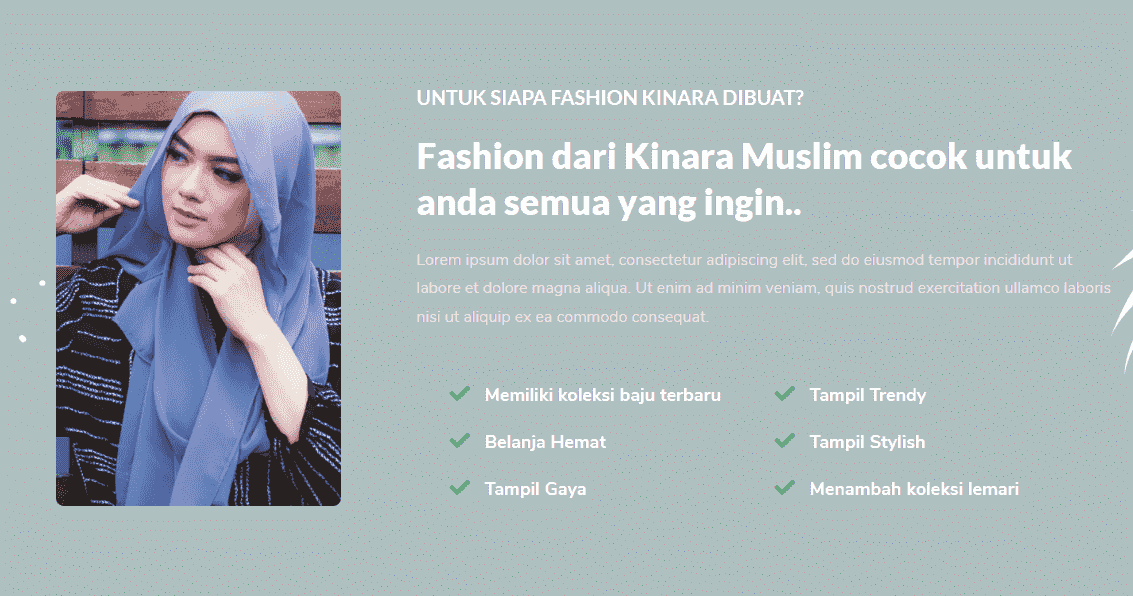 UNTUK SIAPA FASHION KINARA DIBUAT?
Fashion dari Kinara Muslim cocok untuk
anda semua yang ingin..
Lorem ipsum dolor sit amet, consectetur adipiscing elit, sed do eiusmod tempor incididunt ut
labore et dolore magna aliqua. Ut enim ad minim veniam, quis nostrud exercitation ullamco laboris
nisi ut aliquip ex ea commodo consequat.
Memiliki koleksi baju terbaru
Belanja Hemat
Tampil Gaya
Tampil Trendy
Tampil Stylish
Menambah koleksi lemari